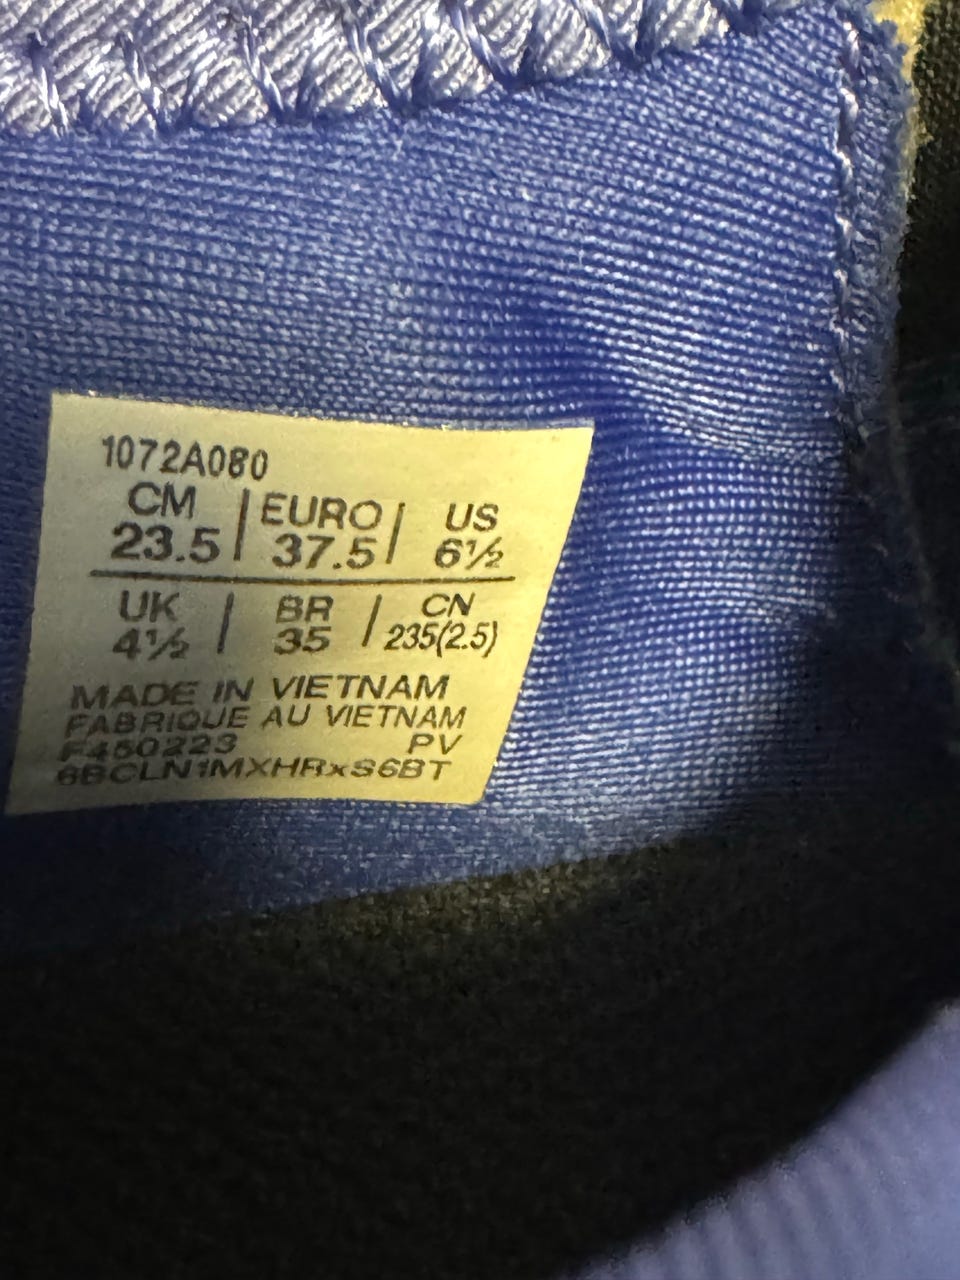 1072A080
CM | EURO | US
23.5 | 37.5 | 6½
UK | BR | CN
4½ | 35 | 235(2.5)
MADE IN VIETNAM
FABRIQUE AU VIETNAM
F450223 PV
6BCLN1MXHRxS6BT